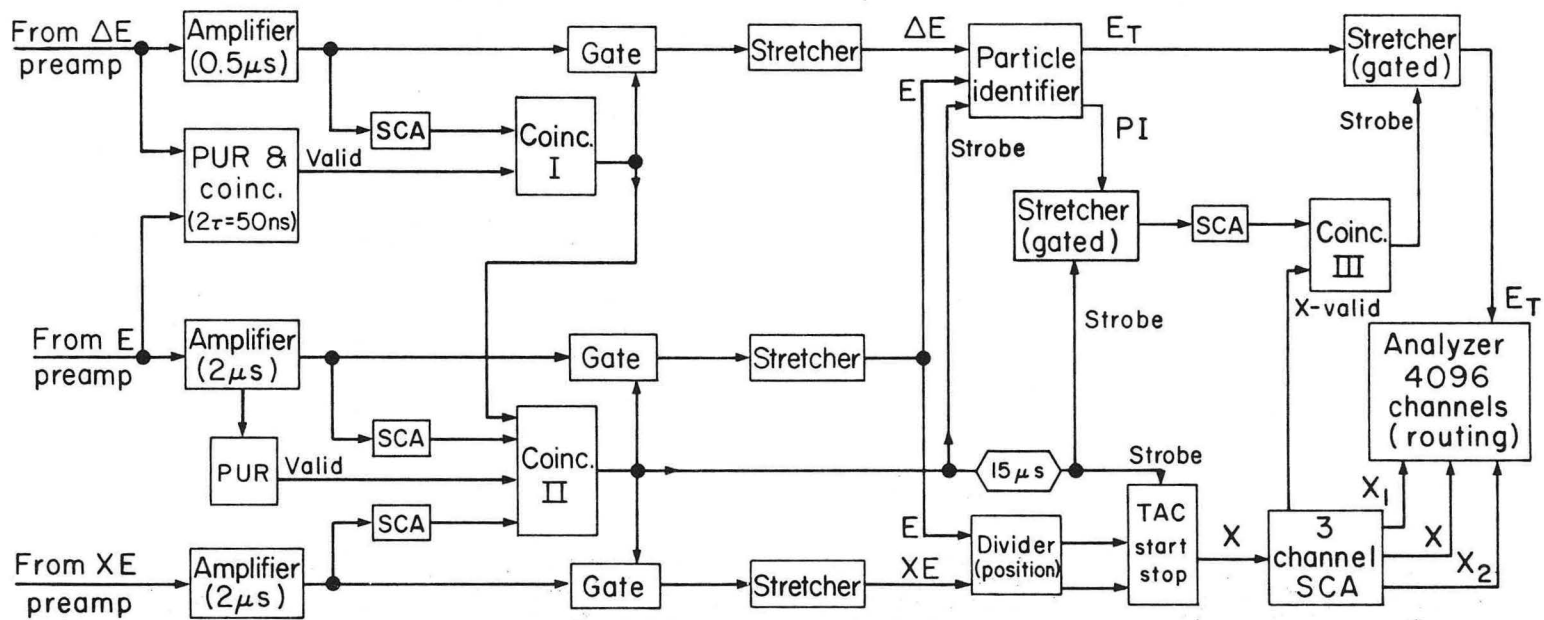 From ΔE
preamp
Amplifier
(0.5μs)
Gate
Stretcher
ΔE
Particle
identifier
E_T
Stretcher
(gated)
SCA
Coinc.
I
E
Strobe
PI
Strobe
PUR &
coinc.
(2τ=50ns)
Valid
Stretcher
(gated)
SCA
Coinc.
III
X-valid
Strobe
E_T
From E
preamp
Amplifier
(2μs)
Gate
Stretcher
Analyzer
4096
channels
(routing)
SCA
PUR
Valid
Coinc.
II
15μs
Strobe
SCA
E
Divider
(position)
TAC
start
stop
X
3
channel
SCA
X₁
X
X₂
From XE
preamp
Amplifier
(2μs)
Gate
Stretcher
XE